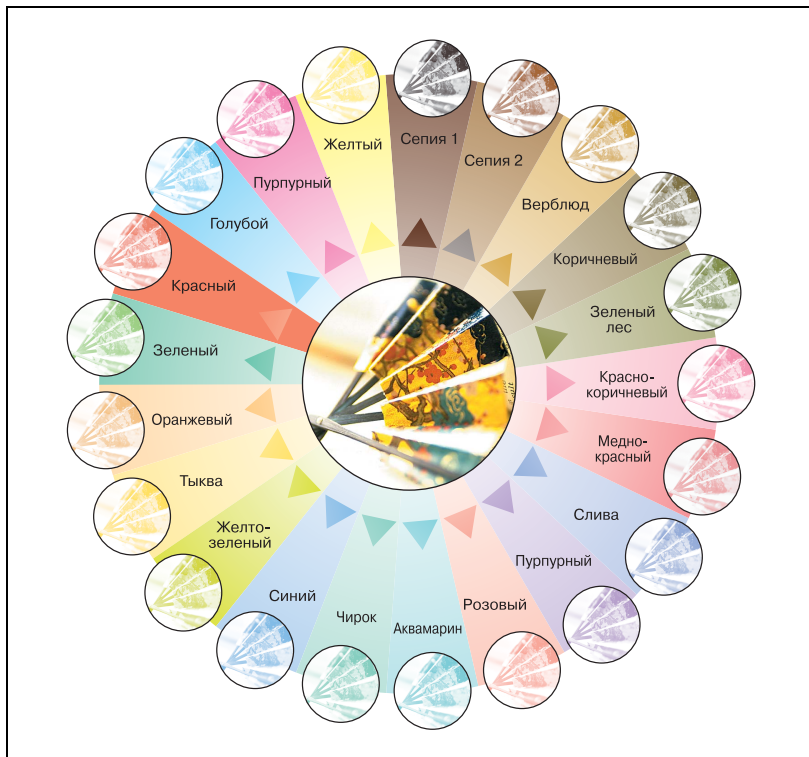 Сепия 1
Сепия 2
Верблюд
Коричневый
Зеленый
лес
Красно-
коричневый
Медно-
красный
Слива
Пурпурный
Розовый
Аквамарин
Чирок
Синий
Желто-
зеленый
Тыква
Оранжевый
Зеленый
Красный
Голубой
Пурпурный
Желтый